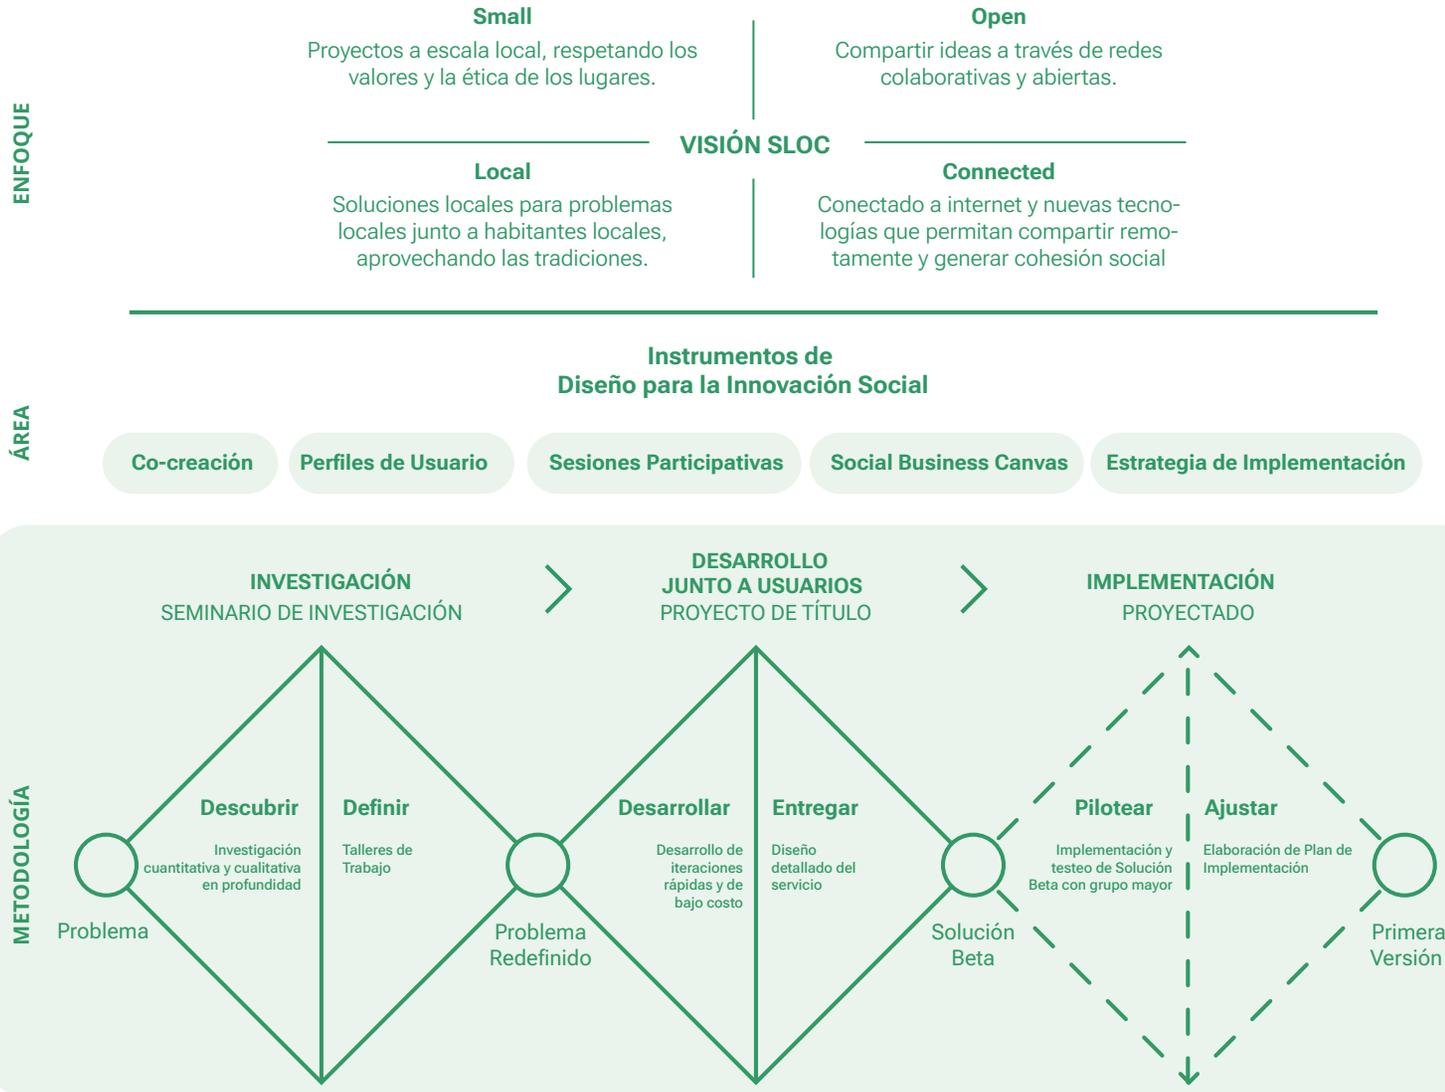 ENFOQUE
Small
Proyectos a escala local, respetando los
valores y la ética de los lugares.
Open
Compartir ideas a través de redes
colaborativas y abiertas.
VISIÓN SLOC
Local
Soluciones locales para problemas
locales junto a habitantes locales,
aprovechando las tradiciones.
Connected
Conectado a internet y nuevas tecno-
logías que permitan compartir remo-
tamente y generar cohesión social
ÁREA
Instrumentos de
Diseño para la Innovación Social
Co-creación
Perfiles de Usuario
Sesiones Participativas
Social Business Canvas
Estrategia de Implementación
METODOLOGÍA
INVESTIGACIÓN
SEMINARIO DE INVESTIGACIÓN
DESARROLLO
JUNTO A USUARIOS
PROYECTO DE TÍTULO
IMPLEMENTACIÓN
PROYECTADO
Descubrir
Investigación
cuantitativa y cualitativa
en profundidad
Definir
Talleres de
Trabajo
Desarrollar
Desarrollo de
iteraciones
rápidas y de
bajo costo
Entregar
Diseño
detallado del
servicio
Pilotear
Implementación y
testeo de Solución
Beta con grupo mayor
Ajustar
Elaboración de Plan de
Implementación
Problema
Problema
Redefinido
Solución
Beta
Primera
Versión